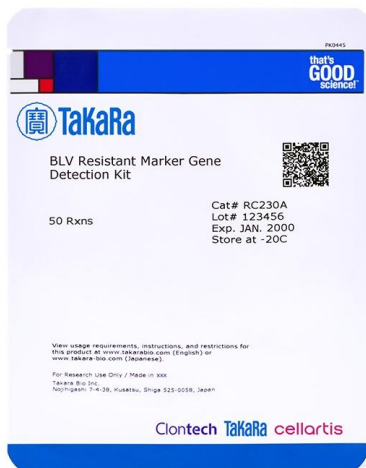 PK0445
that's
GOOD
science!
寶 TaKaRa
BLV Resistant Marker Gene
Detection Kit
50 Rxns
Cat# RC230A
Lot# 123456
Exp. JAN. 2000
Store at -20C
View usage requirements, instructions, and restrictions for
this product at www.takarabio.com (English) or
www.takara-bio.com (Japanese).
For Research Use Only / Made in XXX
Takara Bio Inc.
Nojihigashi 7-4-38, Kusatsu, Shiga 525-0058, Japan
Clontech TaKaRa cellartis